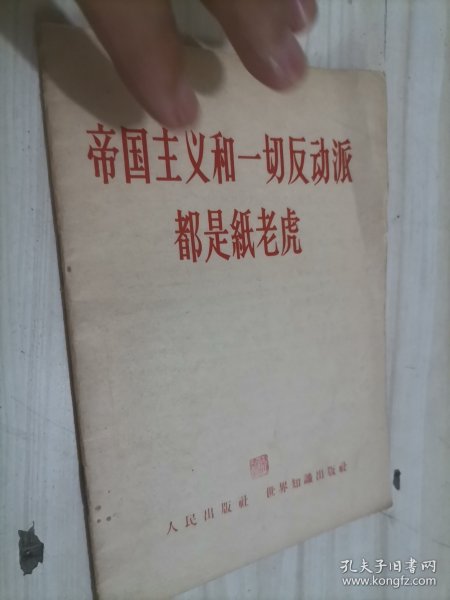 帝国主义和一切反动派
都是紙老虎
人民出版社 世界知識出版社
孔夫子旧书网
www.kongfz.com